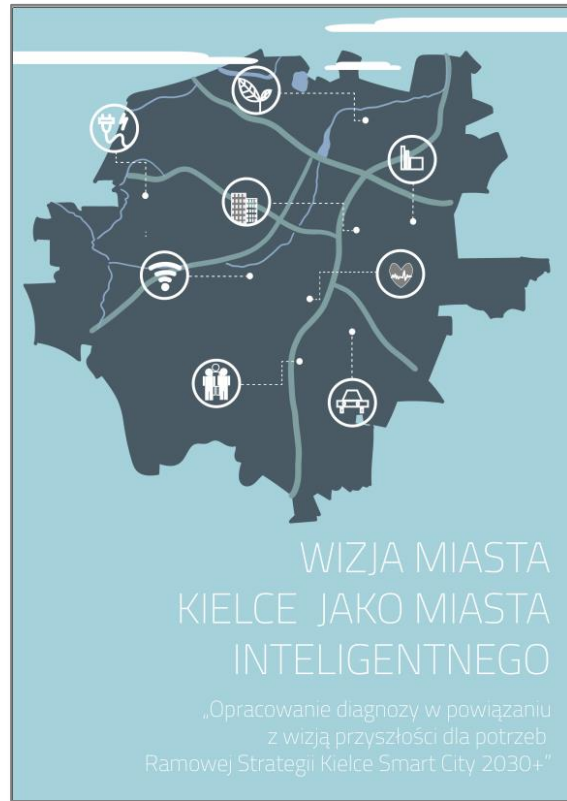 WIZJA MIASTA
KIELCE JAKO MIASTA
INTELIGENTNEGO
„Opracowanie diagnozy w powiązaniu
z wizją przyszłości dla potrzeb
Ramowej Strategii Kielce Smart City 2030+”